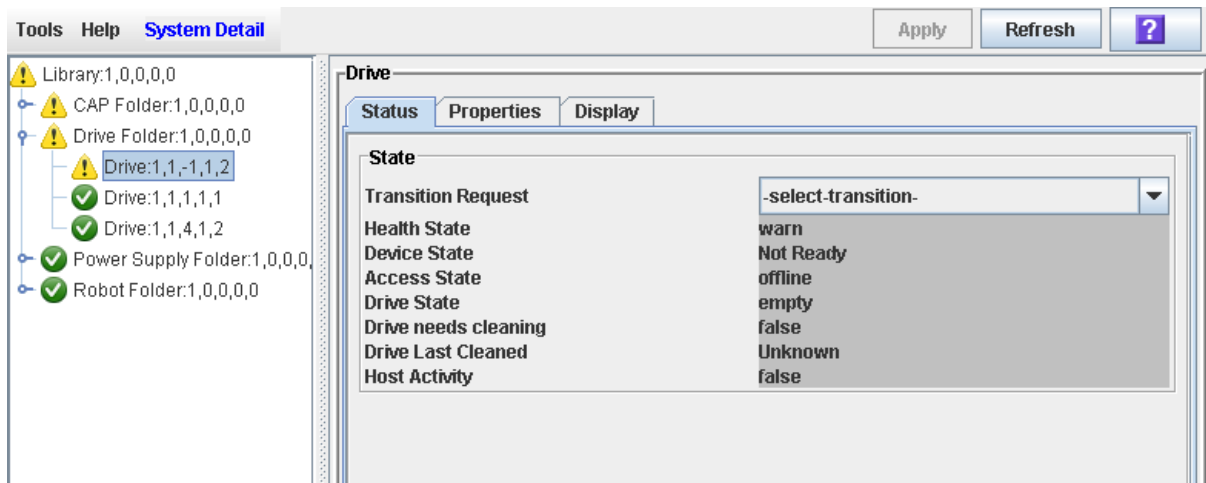 Tools Help System Detail Apply Refresh ?
Library:1,0,0,0,0
CAP Folder:1,0,0,0,0
Drive Folder:1,0,0,0,0
Drive:1,1,-1,1,2
Drive:1,1,1,1,1
Drive:1,1,4,1,2
Power Supply Folder:1,0,0,0,
Robot Folder:1,0,0,0,0
Drive
Status Properties Display
State
Transition Request -select-transition-
Health State warn
Device State Not Ready
Access State offline
Drive State empty
Drive needs cleaning false
Drive Last Cleaned Unknown
Host Activity false